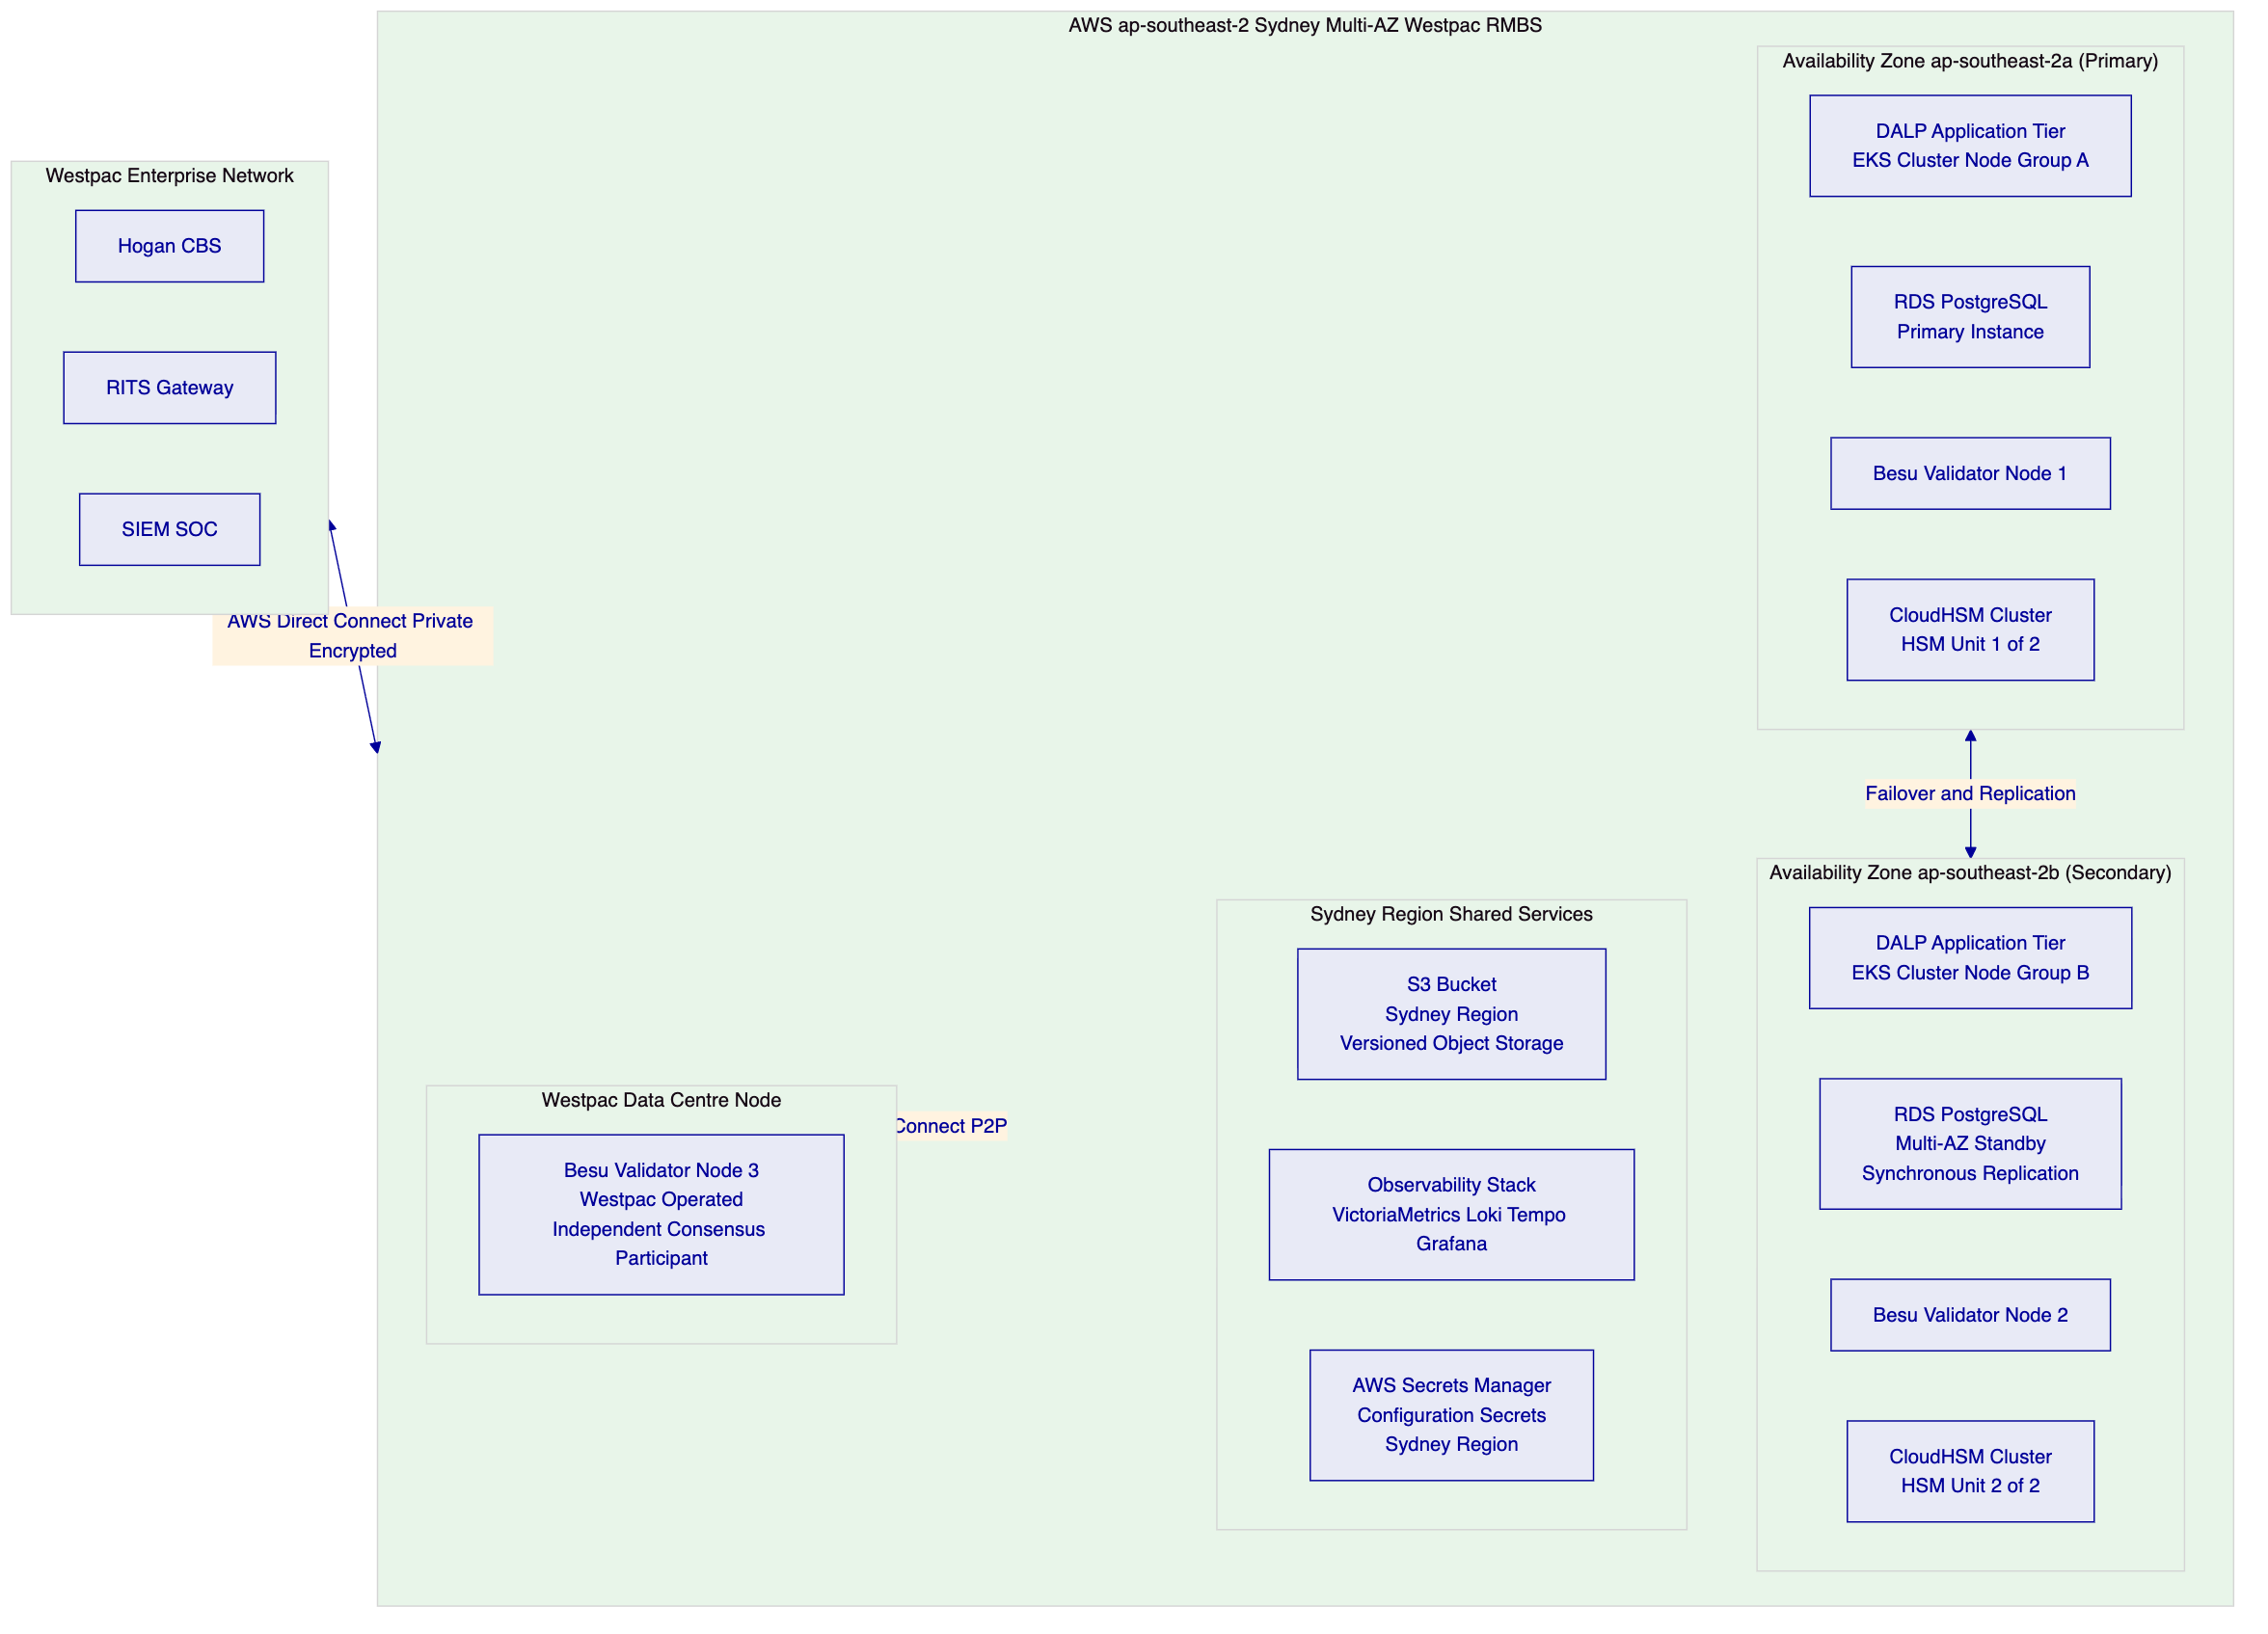 AWS ap-southeast-2 Sydney Multi-AZ Westpac RMBS
Westpac Enterprise Network
Hogan CBS
RITS Gateway
SIEM SOC
AWS Direct Connect Private
Encrypted
Availability Zone ap-southeast-2a (Primary)
DALP Application Tier
EKS Cluster Node Group A
RDS PostgreSQL
Primary Instance
Besu Validator Node 1
CloudHSM Cluster
HSM Unit 1 of 2
Failover and Replication
Availability Zone ap-southeast-2b (Secondary)
DALP Application Tier
EKS Cluster Node Group B
RDS PostgreSQL
Multi-AZ Standby
Synchronous Replication
Besu Validator Node 2
CloudHSM Cluster
HSM Unit 2 of 2
Sydney Region Shared Services
S3 Bucket
Sydney Region
Versioned Object Storage
Observability Stack
VictoriaMetrics Loki Tempo
Grafana
AWS Secrets Manager
Configuration Secrets
Sydney Region
Westpac Data Centre Node
Besu Validator Node 3
Westpac Operated
Independent Consensus
Participant
Connect P2P